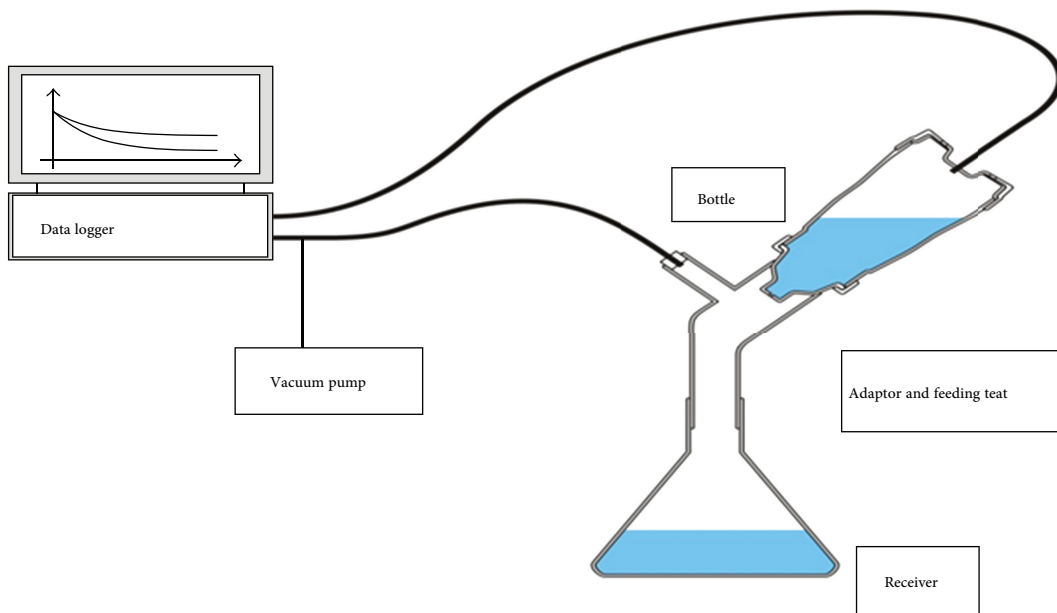 Data logger
Bottle
Vacuum pump
Adaptor and feeding teat
Receiver